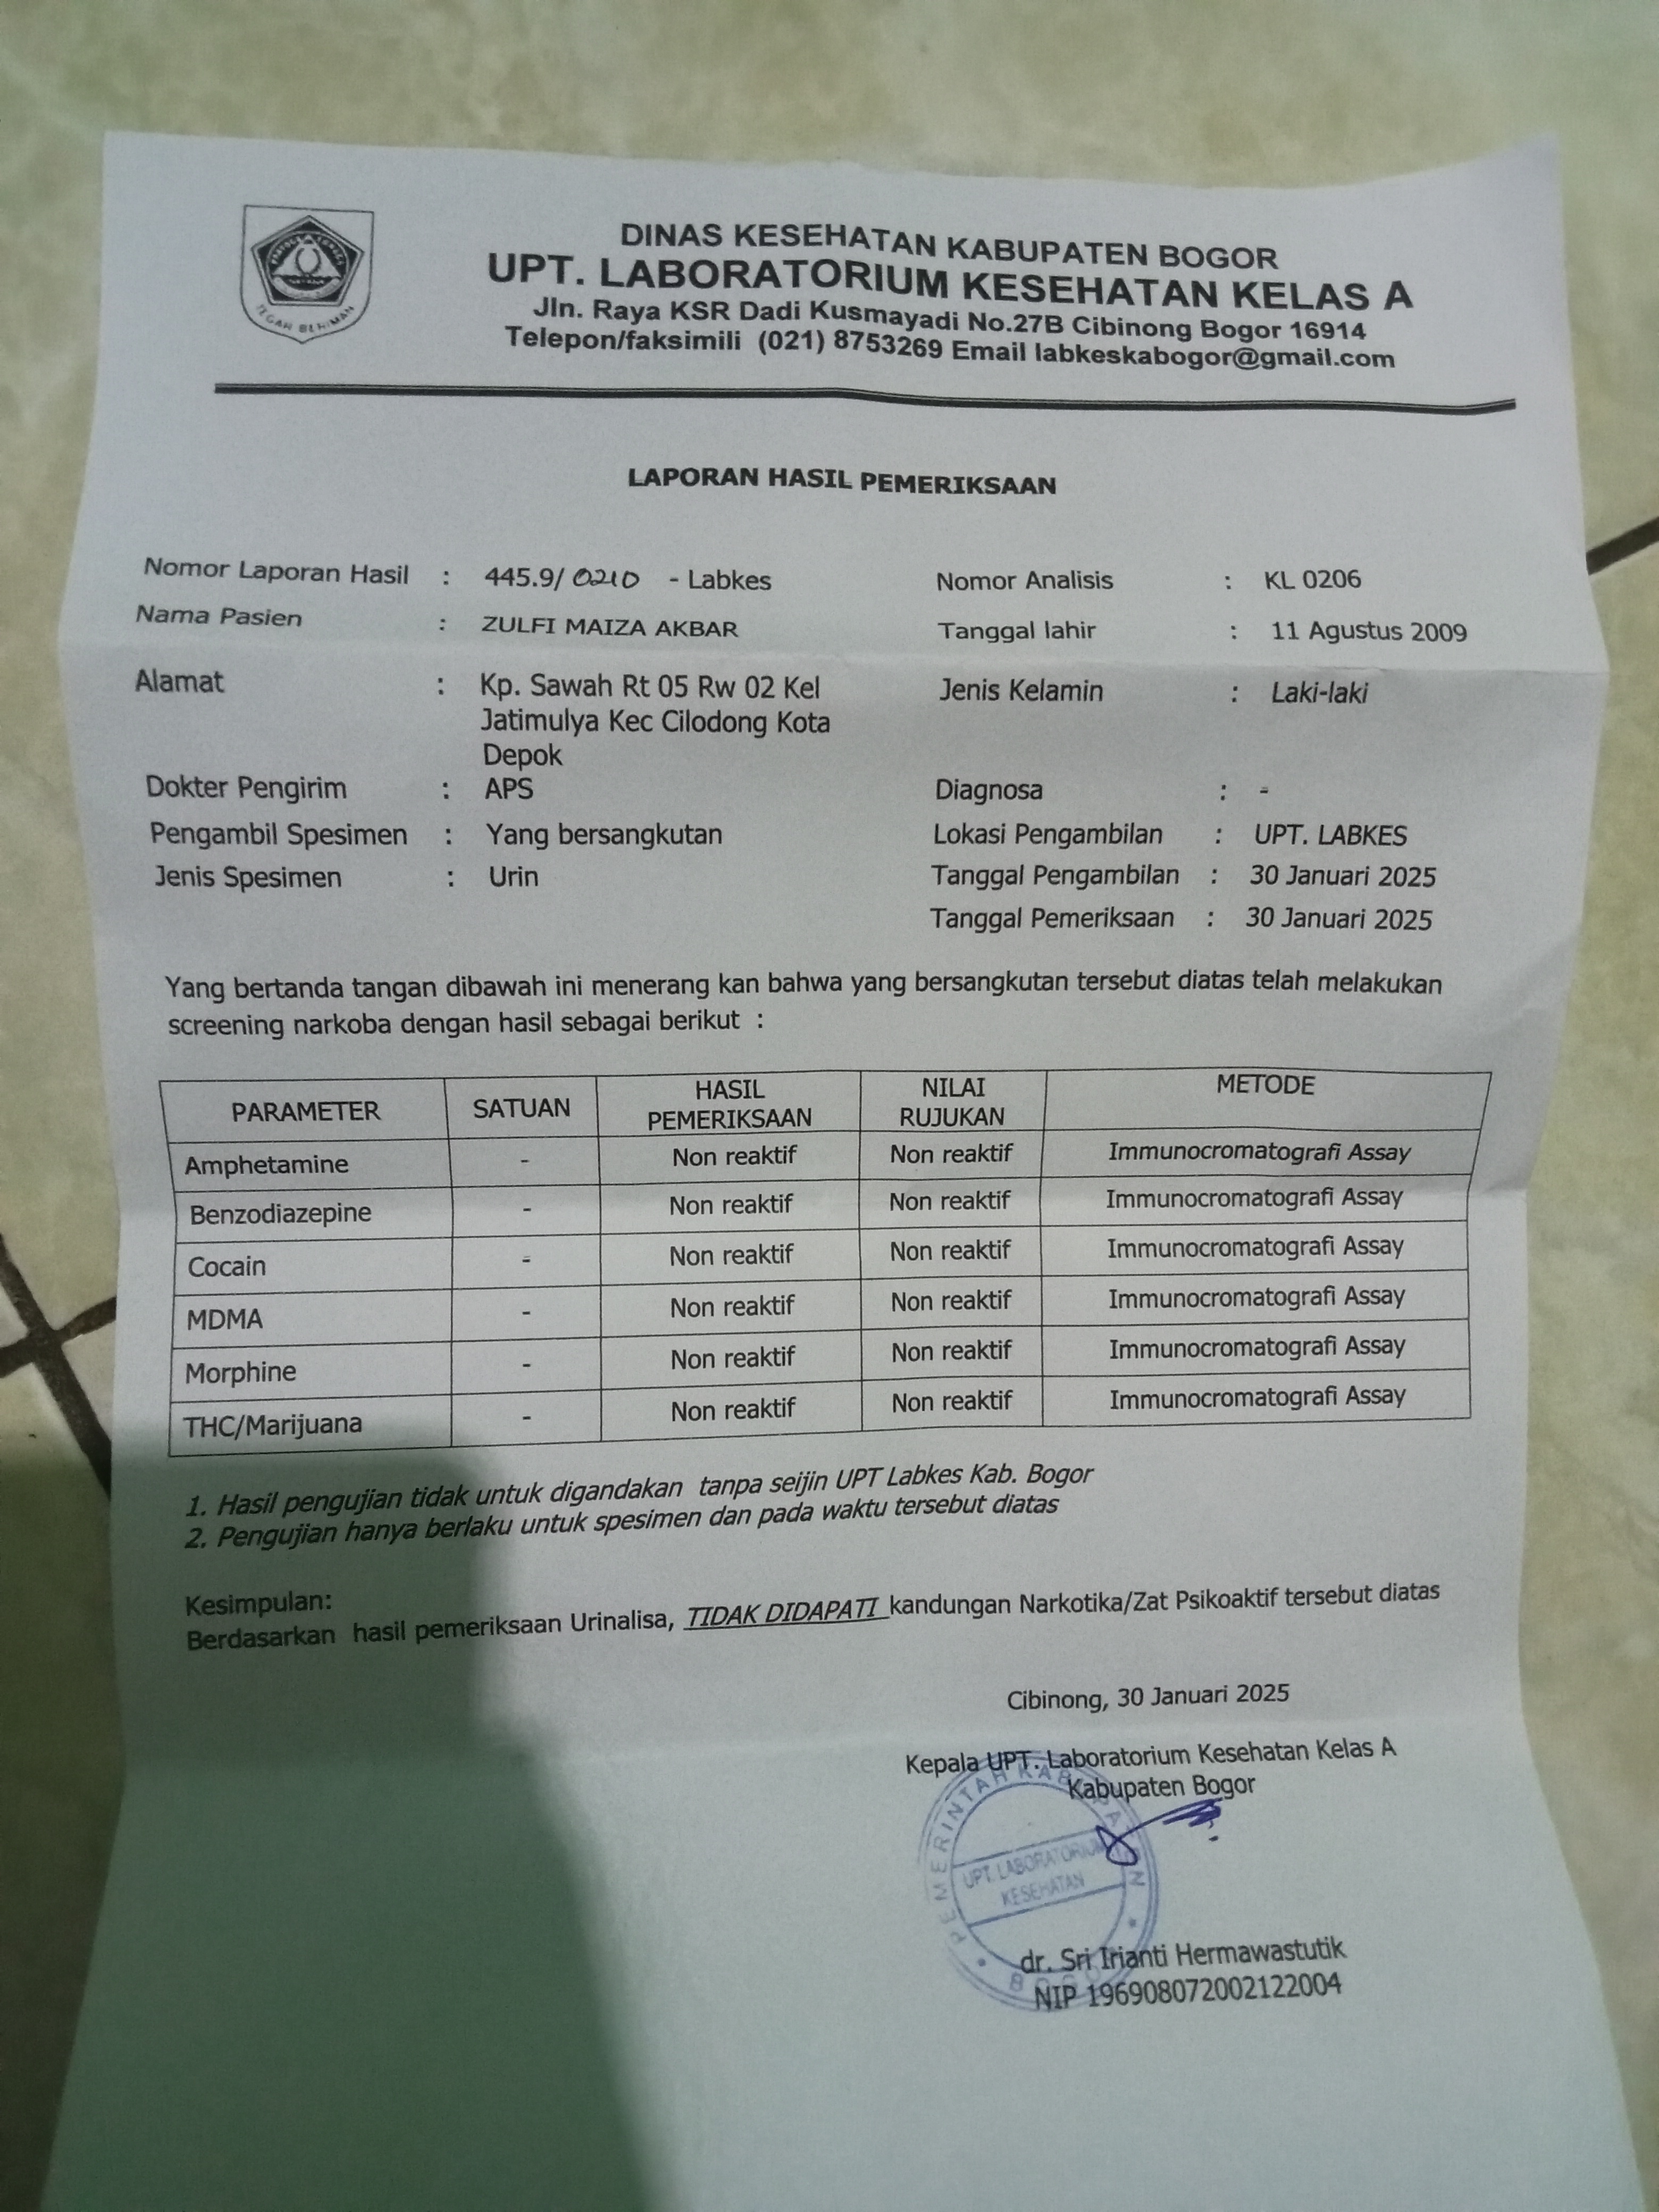 DINAS KESEHATAN KABUPATEN BOGOR
UPT. LABORATORIUM KESEHATAN KELAS A
Jln. Raya KSR Dadi Kusmayadi No.27B Cibinong Bogor 16914
Telepon/faksimili (021) 8753269 Email labkeskabogor@gmail.com
TEGAR BERIMAN
LAPORAN HASIL PEMERIKSAAN
Nomor Laporan Hasil : 445.9/ 0210 - Labkes Nomor Analisis : KL 0206
Nama Pasien : ZULFI MAIZA AKBAR Tanggal lahir : 11 Agustus 2009
Alamat : Kp. Sawah Rt 05 Rw 02 Kel Jenis Kelamin : Laki-laki
Jatimulya Kec Cilodong Kota
Depok
Dokter Pengirim : APS Diagnosa : -
Pengambil Spesimen : Yang bersangkutan Lokasi Pengambilan : UPT. LABKES
Jenis Spesimen : Urin Tanggal Pengambilan : 30 Januari 2025
Tanggal Pemeriksaan : 30 Januari 2025
Yang bertanda tangan dibawah ini menerang kan bahwa yang bersangkutan tersebut diatas telah melakukan
screening narkoba dengan hasil sebagai berikut :
PARAMETER SATUAN HASIL PEMERIKSAAN NILAI RUJUKAN METODE
Amphetamine - Non reaktif Non reaktif Immunocromatografi Assay
Benzodiazepine - Non reaktif Non reaktif Immunocromatografi Assay
Cocain - Non reaktif Non reaktif Immunocromatografi Assay
MDMA - Non reaktif Non reaktif Immunocromatografi Assay
Morphine - Non reaktif Non reaktif Immunocromatografi Assay
THC/Marijuana - Non reaktif Non reaktif Immunocromatografi Assay
1. Hasil pengujian tidak untuk digandakan tanpa seijin UPT Labkes Kab. Bogor
2. Pengujian hanya berlaku untuk spesimen dan pada waktu tersebut diatas
Kesimpulan:
Berdasarkan hasil pemeriksaan Urinalisa, TIDAK DIDAPATI kandungan Narkotika/Zat Psikoaktif tersebut diatas
Cibinong, 30 Januari 2025
Kepala UPT. Laboratorium Kesehatan Kelas A
Kabupaten Bogor
PEMERINTAH KABUPATEN
UPT. LABORATORIUM
KESEHATAN
BOGOR
dr. Sri Irianti Hermawastutik
NIP 196908072002122004